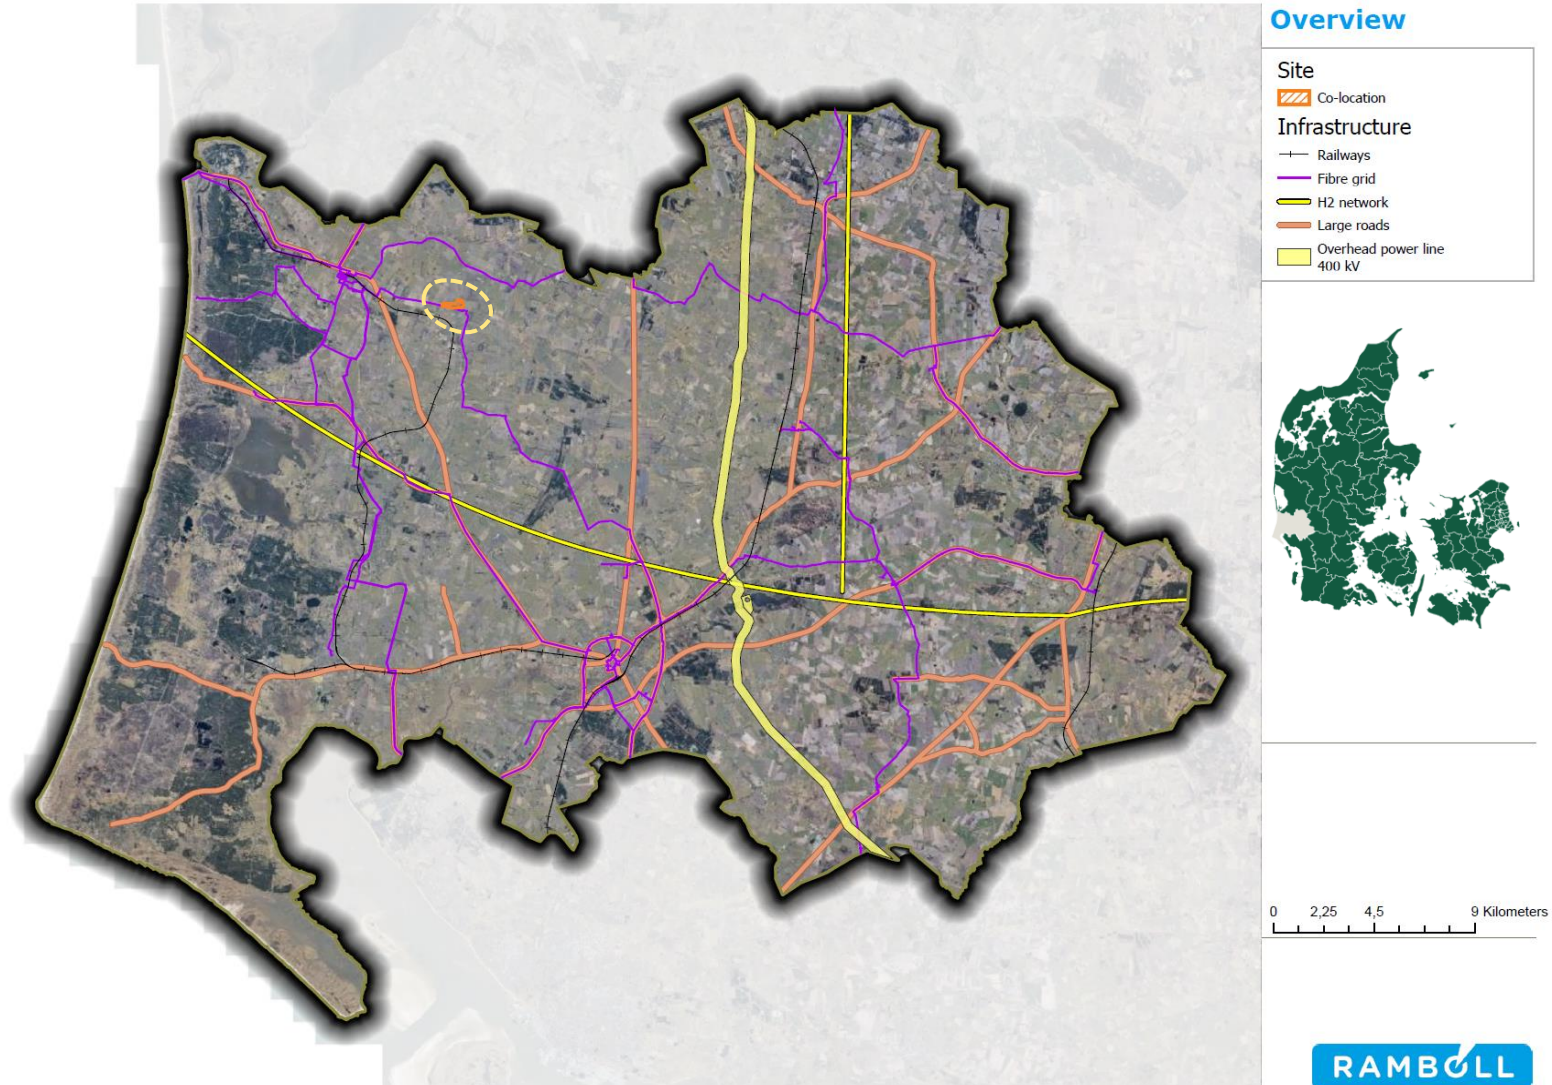 Overview
Site
Co-location
Infrastructure
Railways
Fibre grid
H2 network
Large roads
Overhead power line
400 kV
0 2,25 4,5 9 Kilometers
RAMBOLL